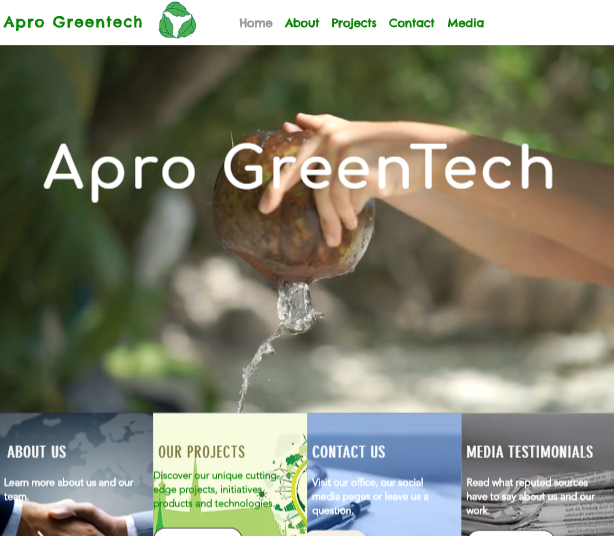 Apro Greentech
Home About Projects Contact Media
Apro GreenTech
ABOUT US
Learn more about us and our
team.
OUR PROJECTS
Discover our unique cutting
edge projects, initiatives,
products and technologies
CONTACT US
Visit our office, our social
media pages or leave us a
question.
MEDIA TESTIMONIALS
Read what reputed sources
have to say about us and our
work.